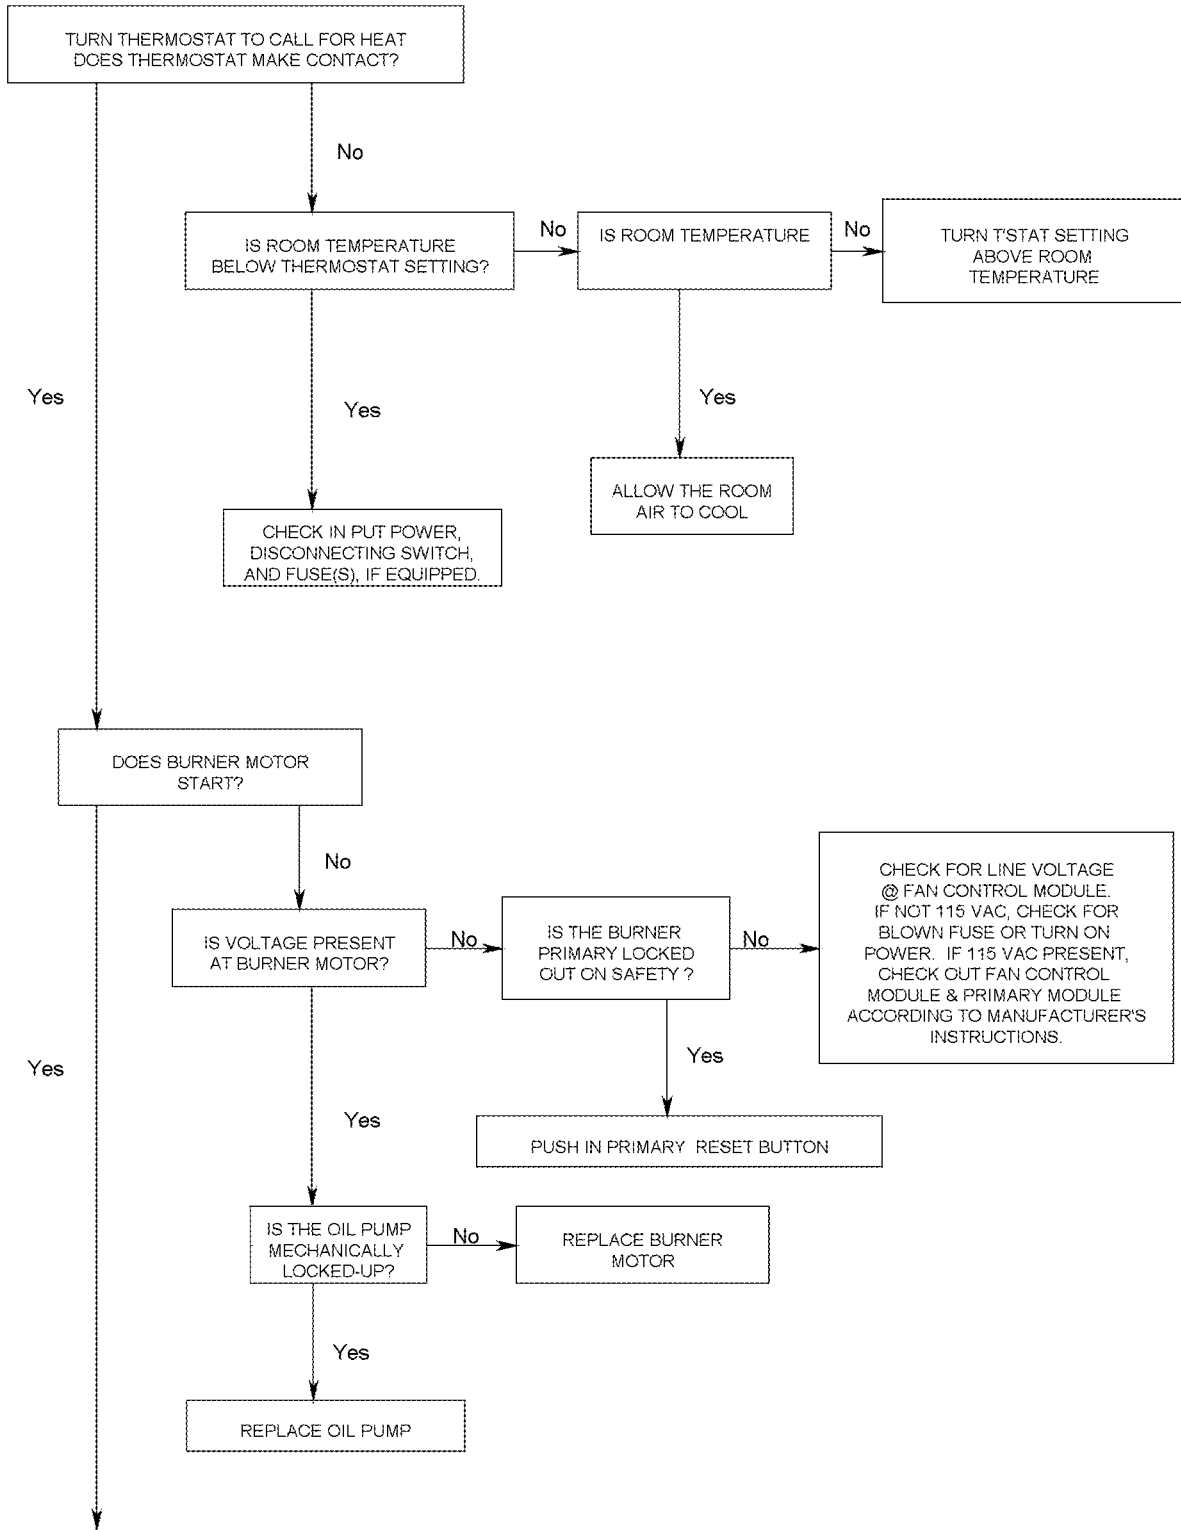 TURN THERMOSTAT TO CALL FOR HEAT
DOES THERMOSTAT MAKE CONTACT?
No
IS ROOM TEMPERATURE
BELOW THERMOSTAT SETTING?
No
IS ROOM TEMPERATURE
No
TURN T'STAT SETTING
ABOVE ROOM
TEMPERATURE
Yes
Yes
Yes
ALLOW THE ROOM
AIR TO COOL
CHECK IN PUT POWER,
DISCONNECTING SWITCH,
AND FUSE(S), IF EQUIPPED.
DOES BURNER MOTOR
START?
No
IS VOLTAGE PRESENT
AT BURNER MOTOR?
No
IS THE BURNER
PRIMARY LOCKED
OUT ON SAFETY ?
No
CHECK FOR LINE VOLTAGE
@ FAN CONTROL MODULE.
IF NOT 115 VAC, CHECK FOR
BLOWN FUSE OR TURN ON
POWER.  IF 115 VAC PRESENT,
CHECK OUT FAN CONTROL
MODULE & PRIMARY MODULE
ACCORDING TO MANUFACTURER'S
INSTRUCTIONS.
Yes
Yes
Yes
PUSH IN PRIMARY  RESET BUTTON
IS THE OIL PUMP
MECHANICALLY
LOCKED-UP?
No
REPLACE BURNER
MOTOR
Yes
REPLACE OIL PUMP